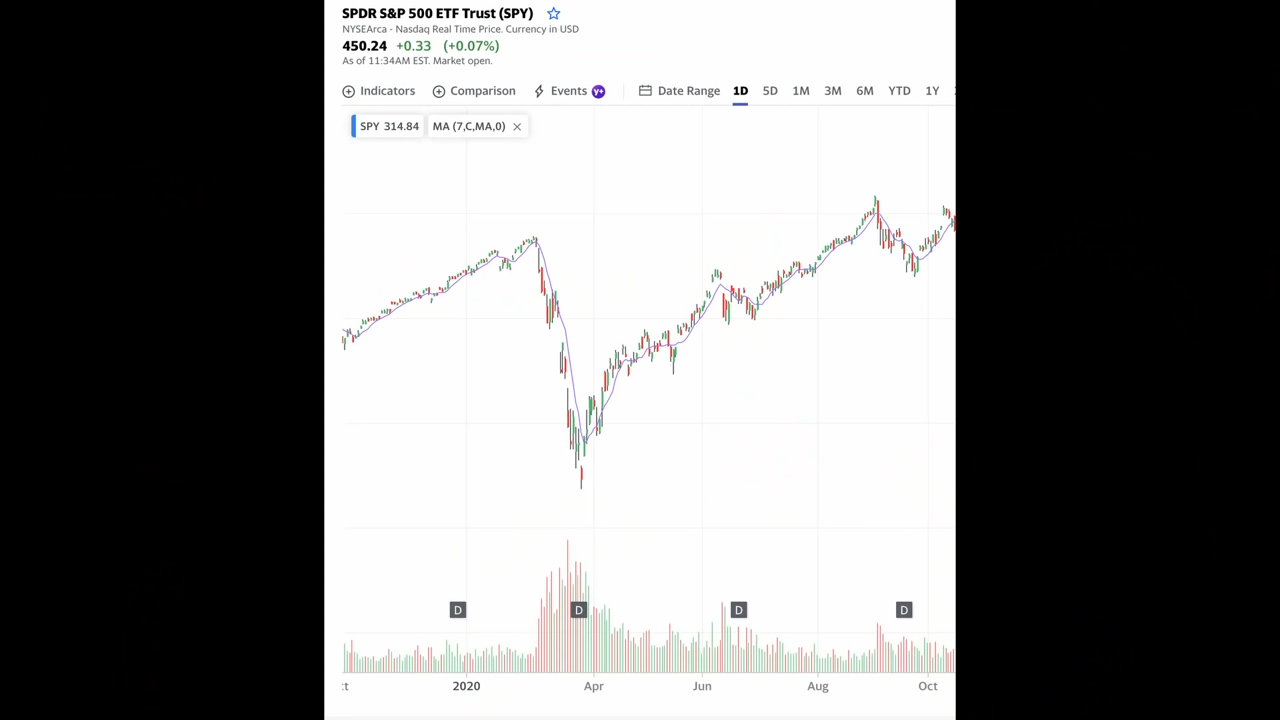 SPDR S&P 500 ETF Trust (SPY)
NYSEArca - Nasdaq Real Time Price. Currency in USD
450.24 +0.33 (+0.07%)
As of 11:34AM EST. Market open.
Indicators Comparison Events Y+ Date Range 1D 5D 1M 3M 6M YTD 1Y
SPY 314.84 MA (7,C,MA,0)
D D D D
2020 Apr Jun Aug Oct